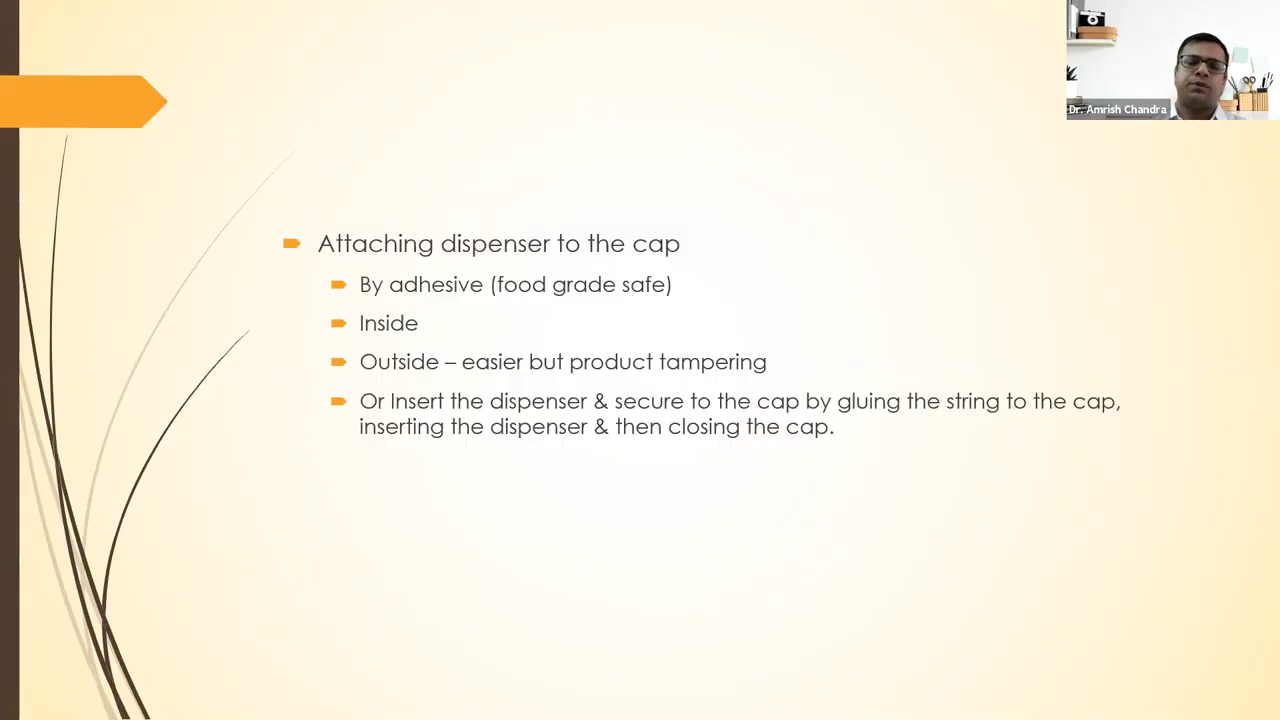 Dr. Amrish Chandra
Attaching dispenser to the cap
By adhesive (food grade safe)
Inside
Outside – easier but product tampering
Or Insert the dispenser & secure to the cap by gluing the string to the cap,
inserting the dispenser & then closing the cap.